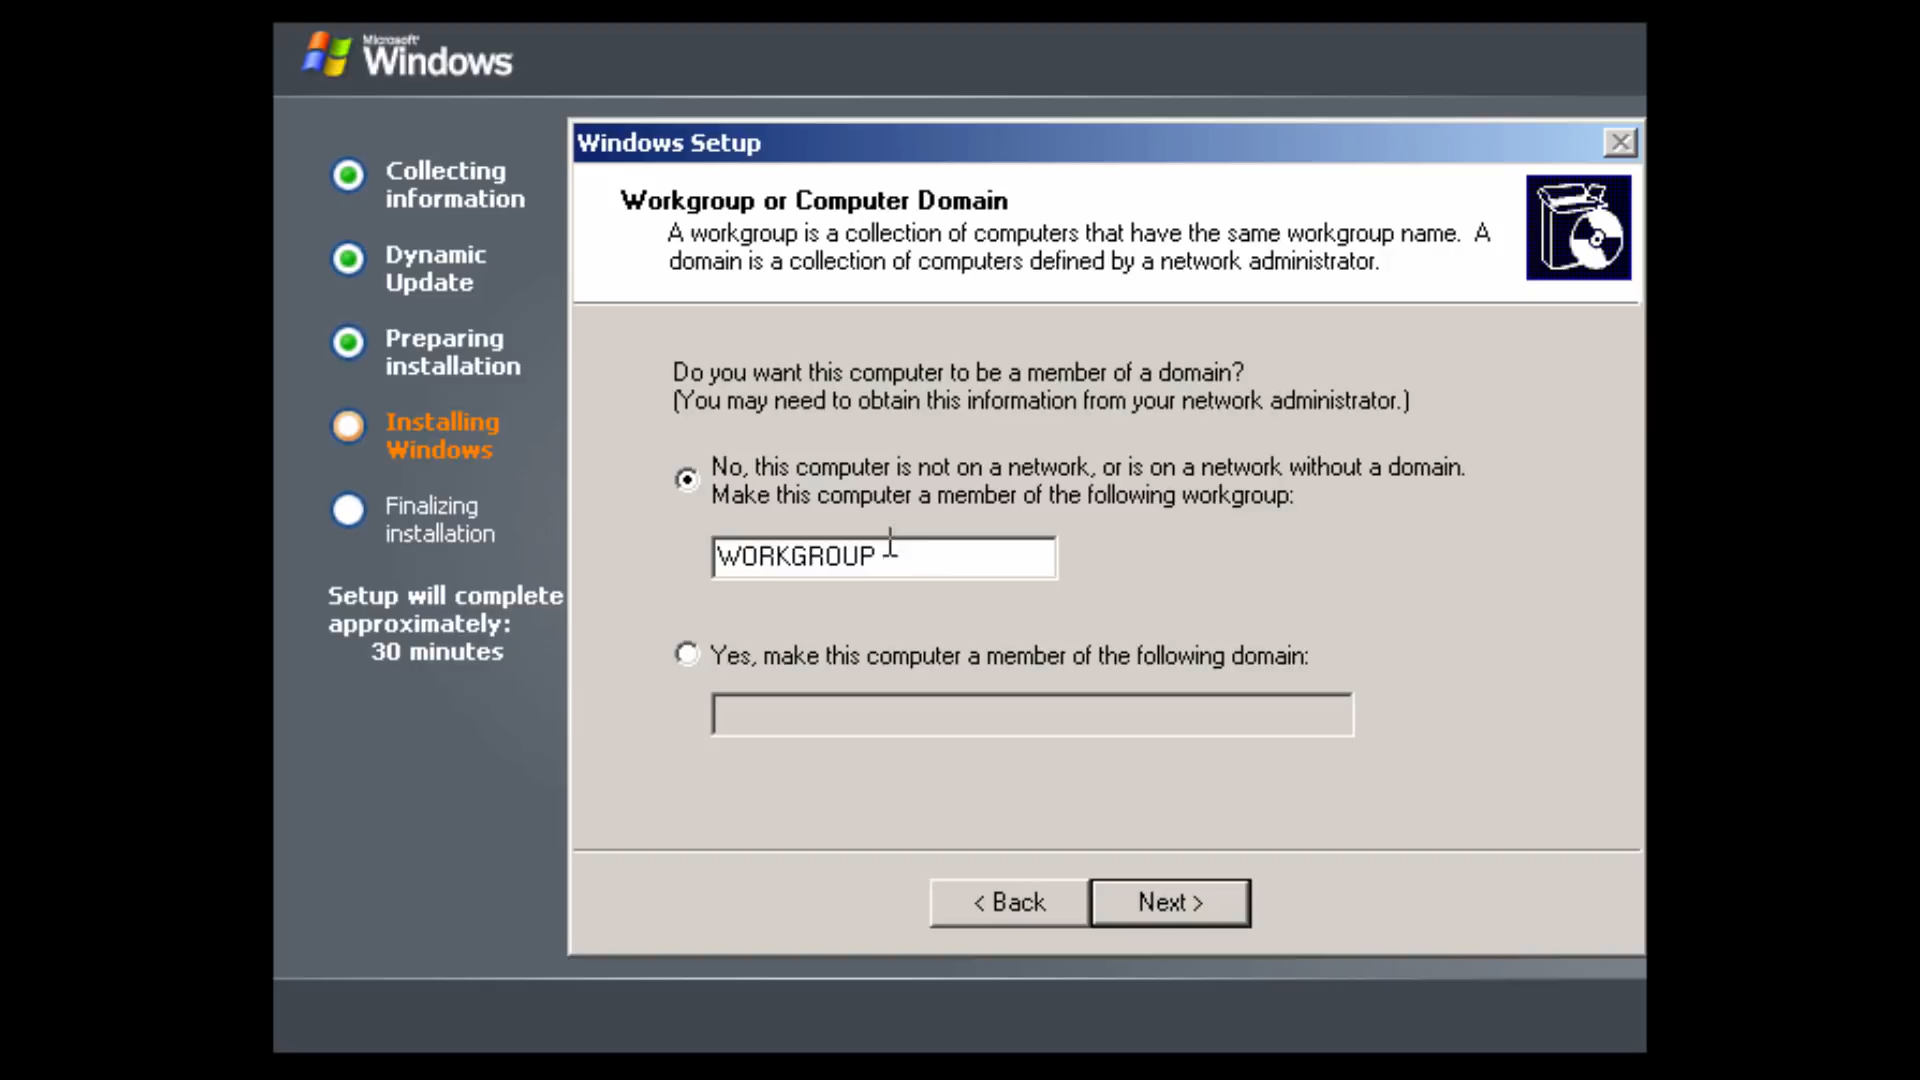 Microsoft
Windows
Collecting
information
Dynamic
Update
Preparing
installation
Installing
Windows
Finalizing
installation
Setup will complete
approximately:
30 minutes
Windows Setup
Workgroup or Computer Domain
A workgroup is a collection of computers that have the same workgroup name. A
domain is a collection of computers defined by a network administrator.
Do you want this computer to be a member of a domain?
(You may need to obtain this information from your network administrator.)
No, this computer is not on a network, or is on a network without a domain.
Make this computer a member of the following workgroup:
WORKGROUP
Yes, make this computer a member of the following domain:
< Back
Next >